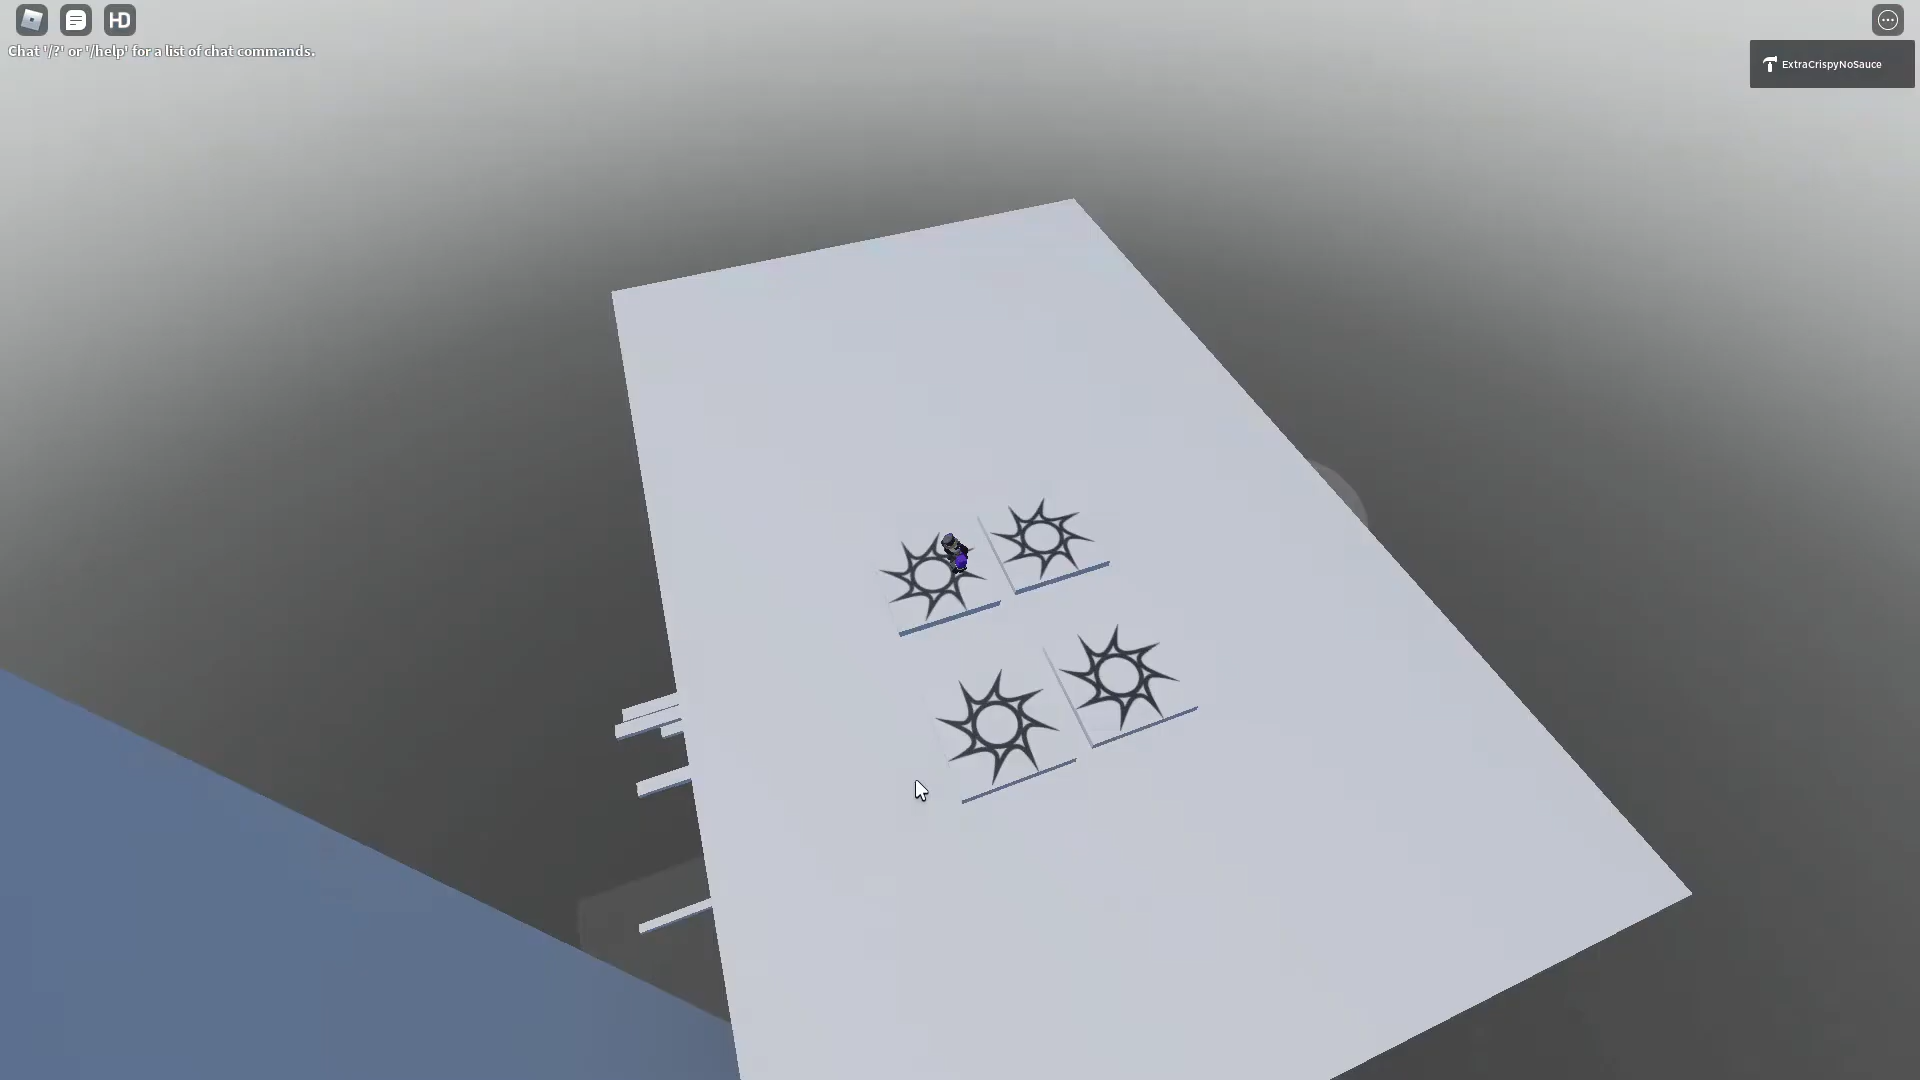 HD
Chat '/?' or '/help' for a list of chat commands.
ExtraCrispyNoSauce